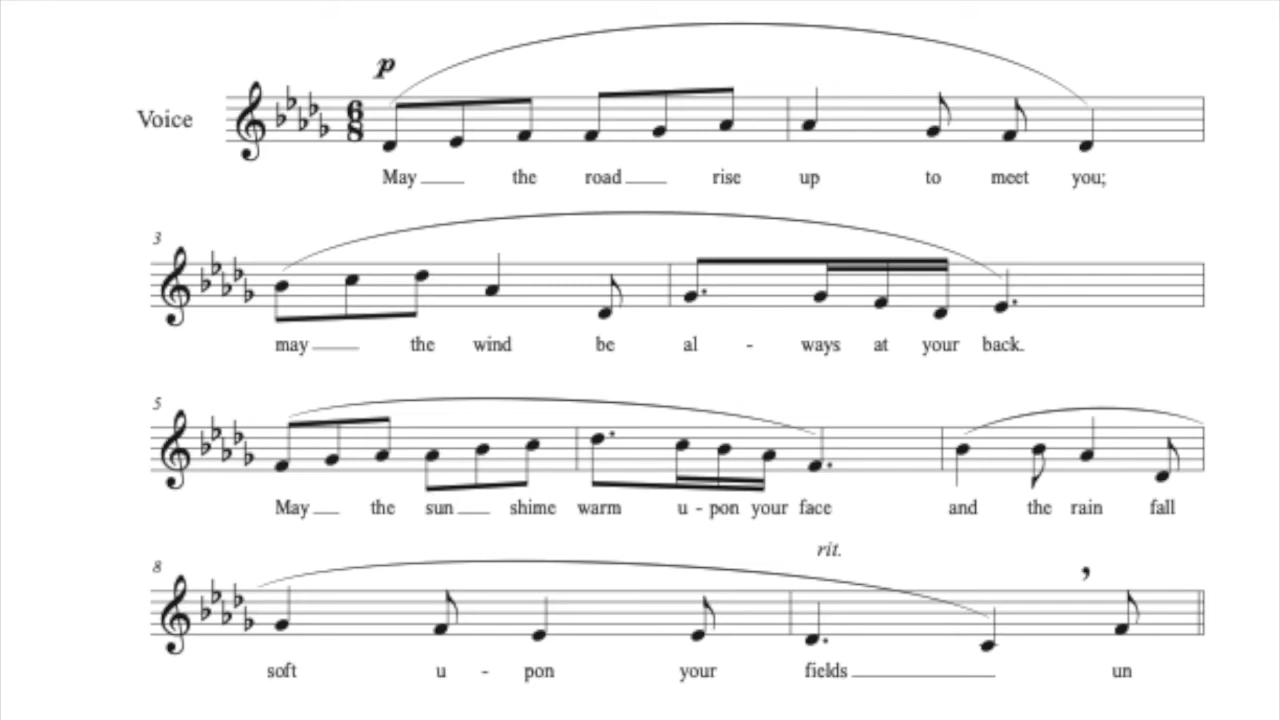 p
Voice
6
8
May the road rise up to meet you;
3
may the wind be al - ways at your back.
5
May the sun shime warm u - pon your face and the rain fall
rit.
8
soft u - pon your fields un